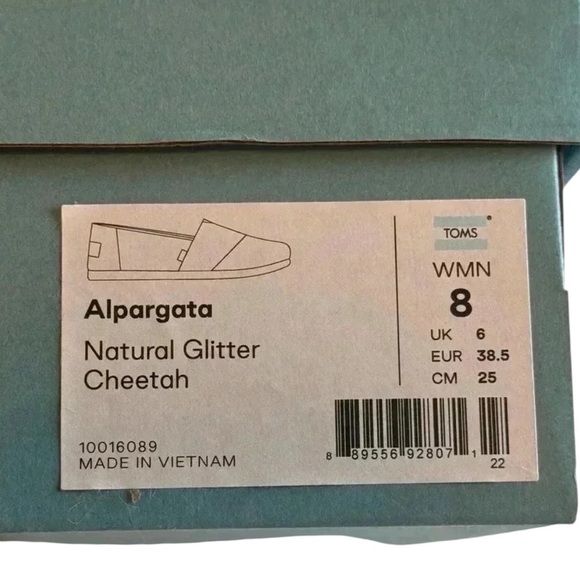 Alpargata
Natural Glitter
Cheetah
10016089
MADE IN VIETNAM
TOMS®
WMN
8
UK 6
EUR 38.5
CM 25
8 89556 92807 1
22